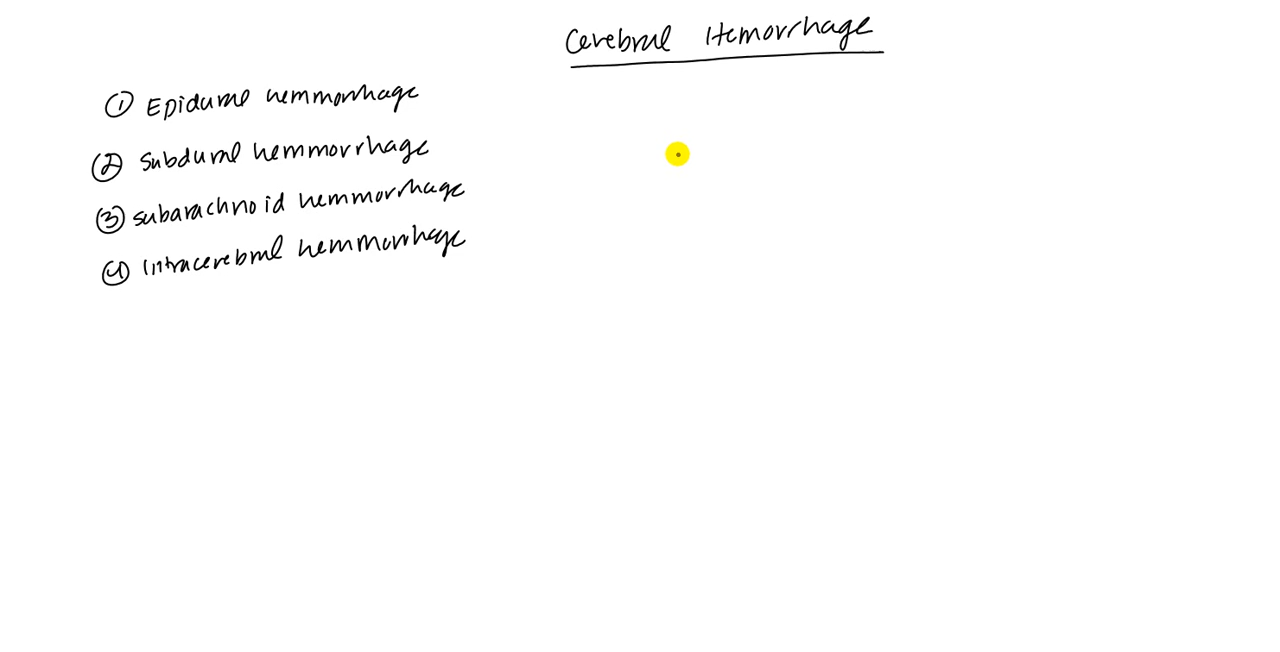 Cerebral Hemorrhage
① Epidural hemmorrhage
② Subdural hemmorrhage
③ subarachnoid hemmorrhage
④ Intracerebral hemmorrhage